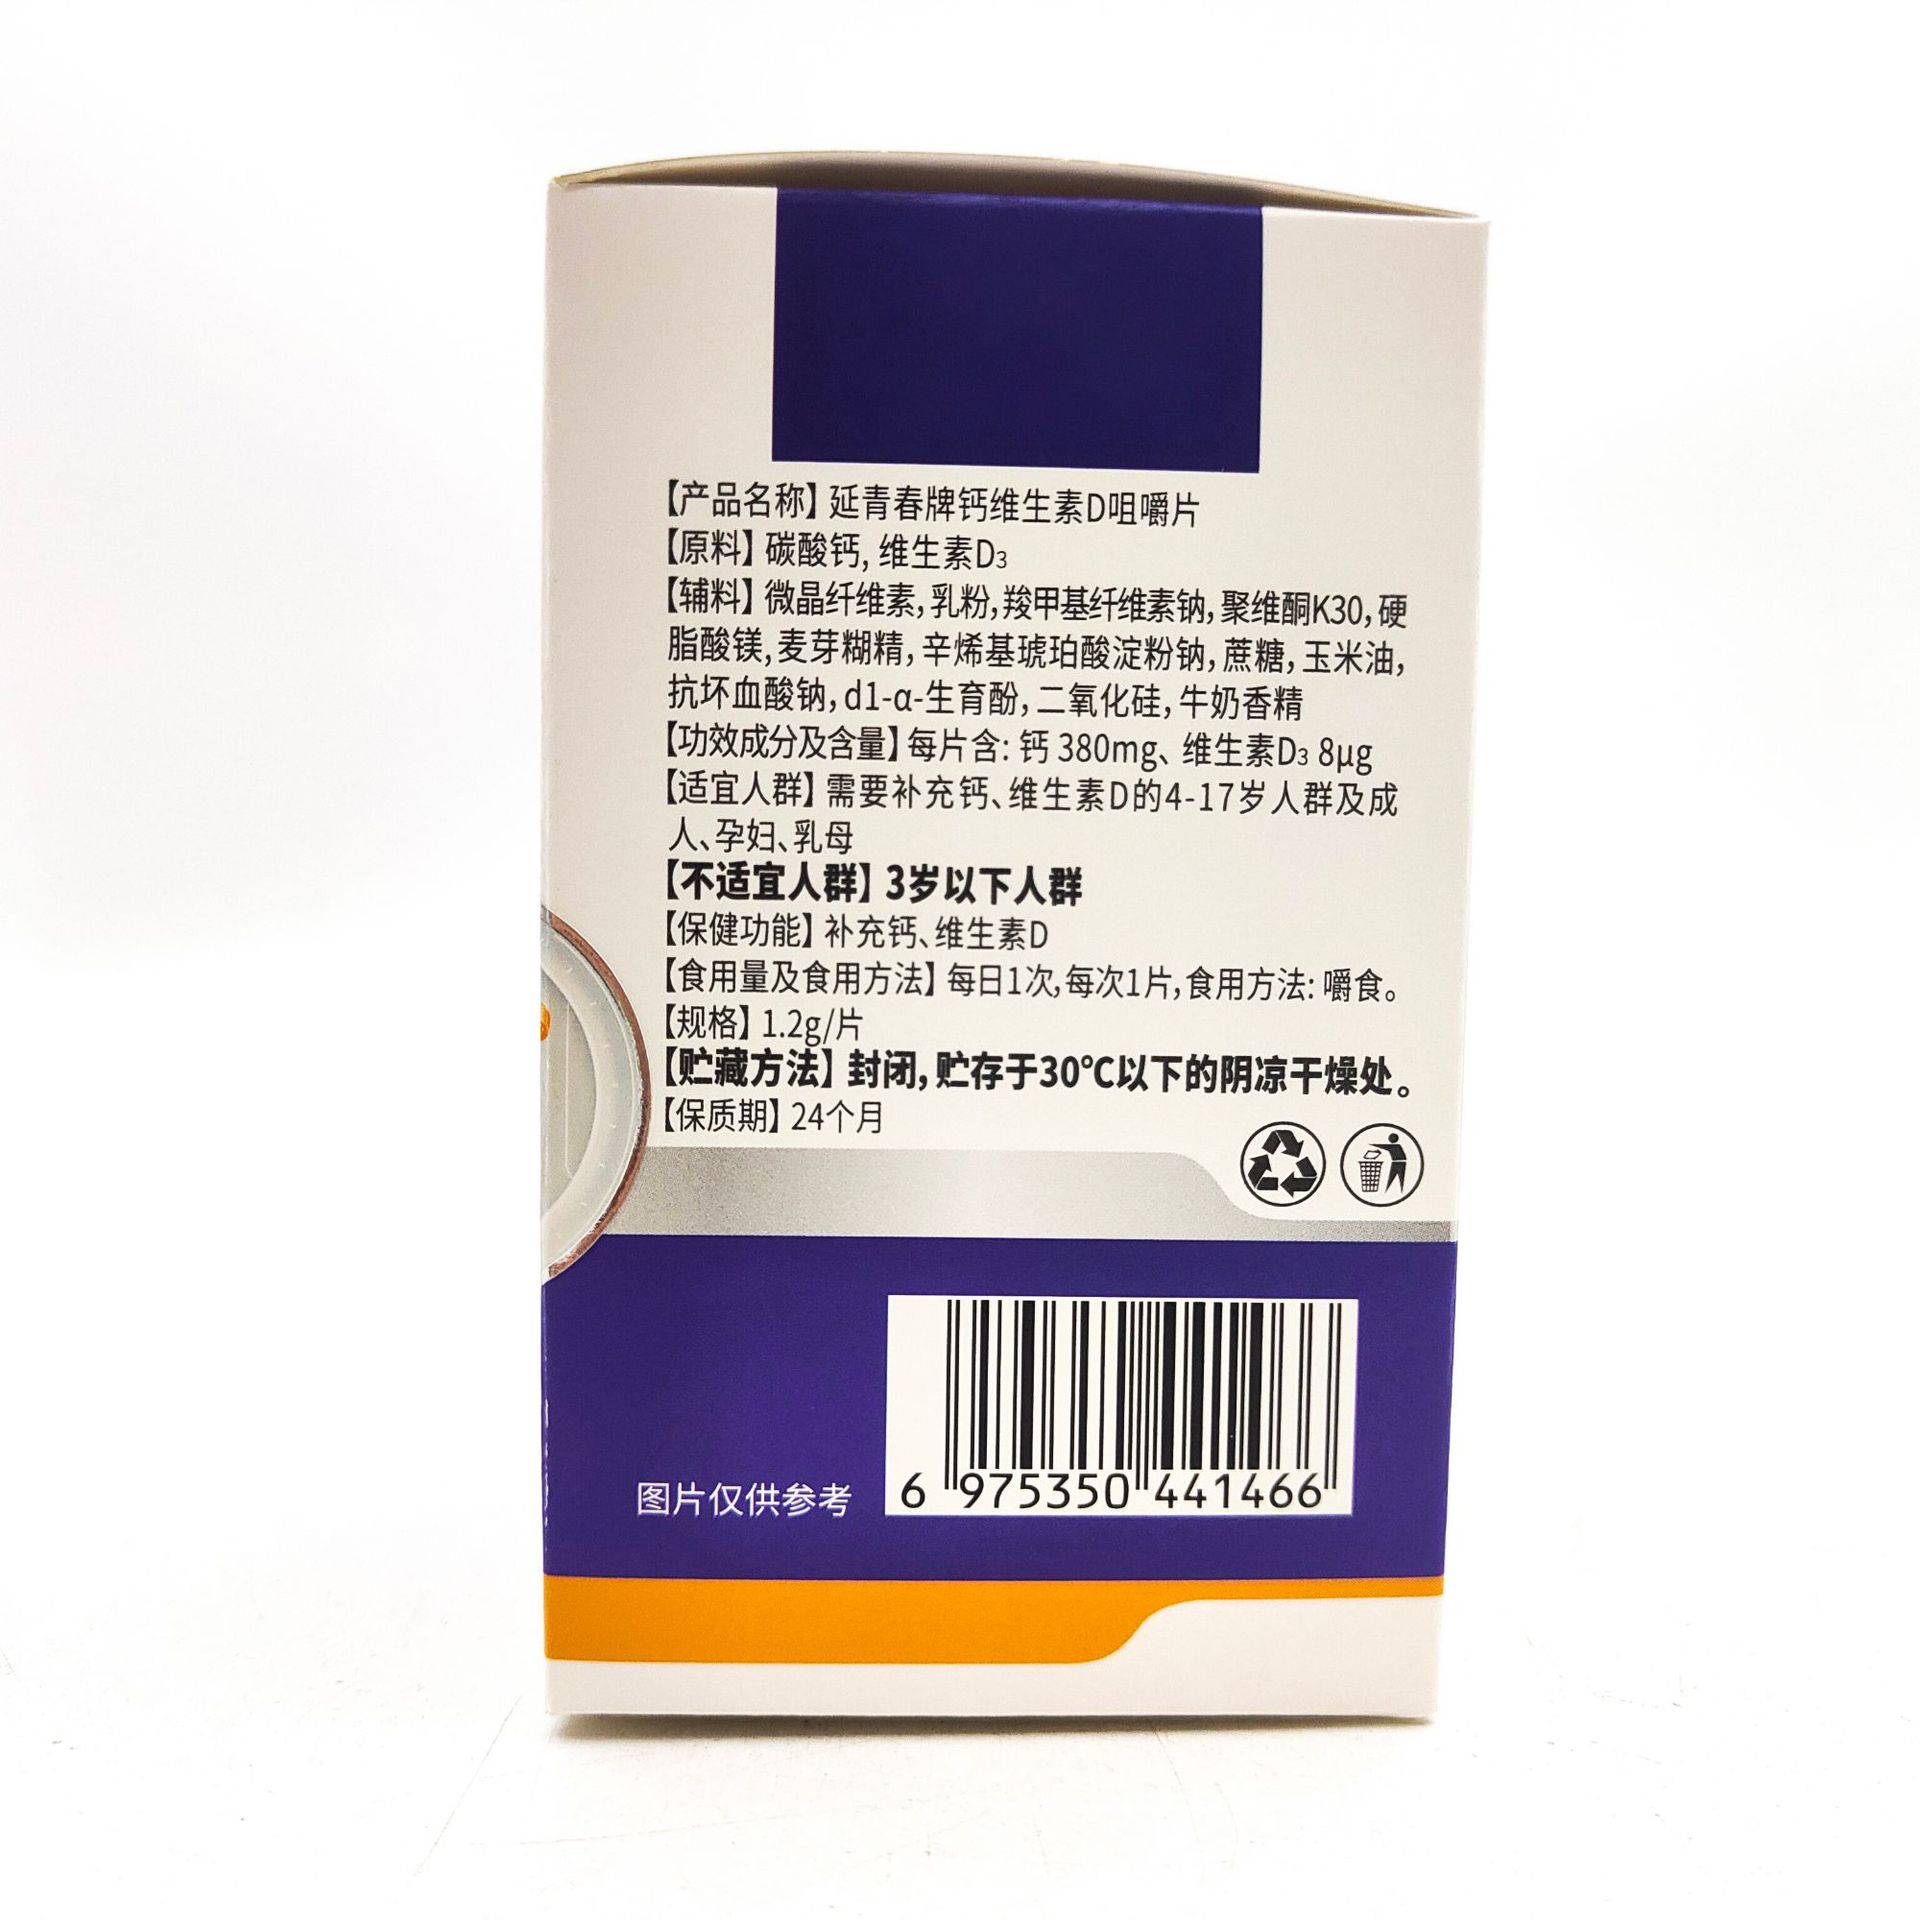 【产品名称】延青春牌钙维生素D咀嚼片
【原料】碳酸钙,维生素D₃
【辅料】微晶纤维素,乳粉,羧甲基纤维素钠,聚维酮K30,硬
脂酸镁,麦芽糊精,辛烯基琥珀酸淀粉钠,蔗糖,玉米油,
抗坏血酸钠,d1-α-生育酚,二氧化硅,牛奶香精
【功效成分及含量】每片含: 钙 380mg、维生素D₃ 8μg
【适宜人群】需要补充钙、维生素D的4-17岁人群及成
人、孕妇、乳母
【不适宜人群】3岁以下人群
【保健功能】补充钙、维生素D
【食用量及食用方法】每日1次,每次1片,食用方法: 嚼食。
【规格】1.2g/片
【贮藏方法】封闭,贮存于30℃以下的阴凉干燥处。
【保质期】24个月
图片仅供参考
6 975350 441466